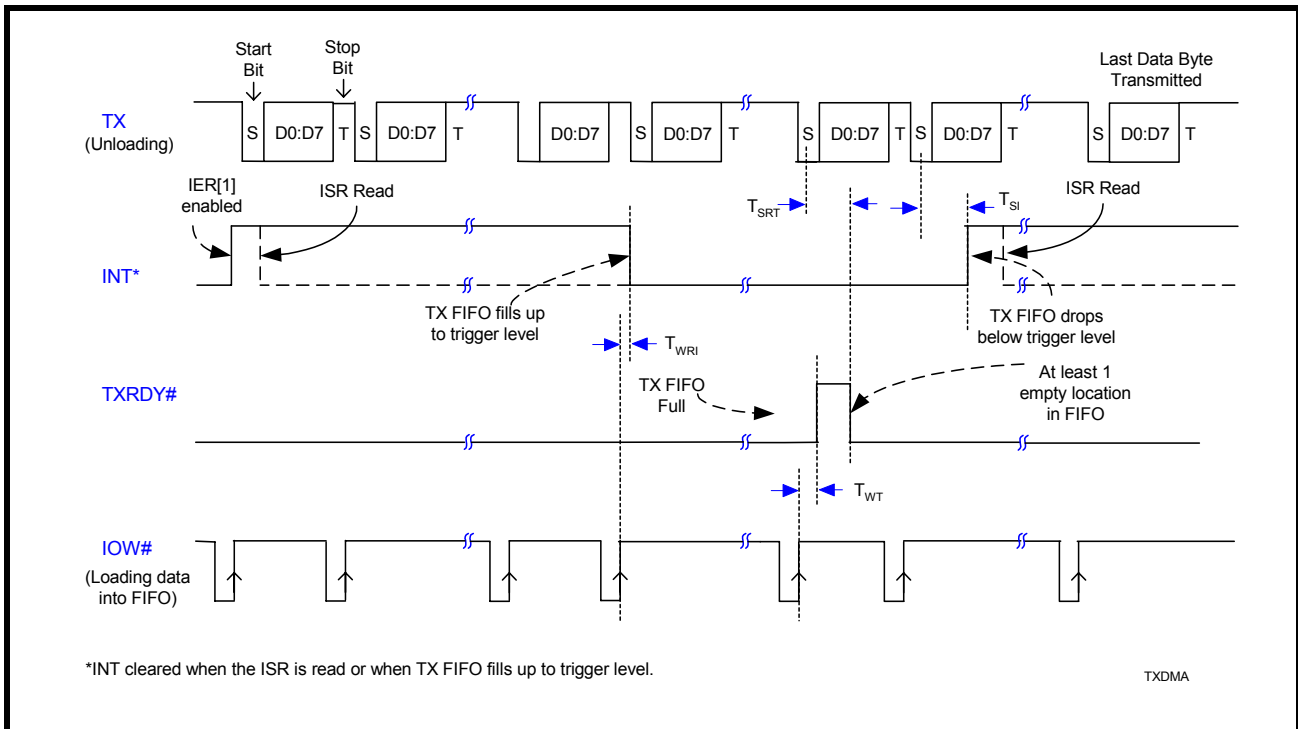 Start
Bit
Stop
Bit
Last Data Byte
Transmitted
TX
(Unloading)
S D0:D7 T S D0:D7 T D0:D7 S D0:D7 T S D0:D7 T S D0:D7 T S D0:D7 T
IER[1]
enabled
ISR Read
TSRT
TSI
ISR Read
INT*
TX FIFO fills up
to trigger level
TX FIFO drops
below trigger level
TWRI
TXRDY#
TX FIFO
Full
At least 1
empty location
in FIFO
TWT
IOW#
(Loading data
into FIFO)
*INT cleared when the ISR is read or when TX FIFO fills up to trigger level.
TXDMA